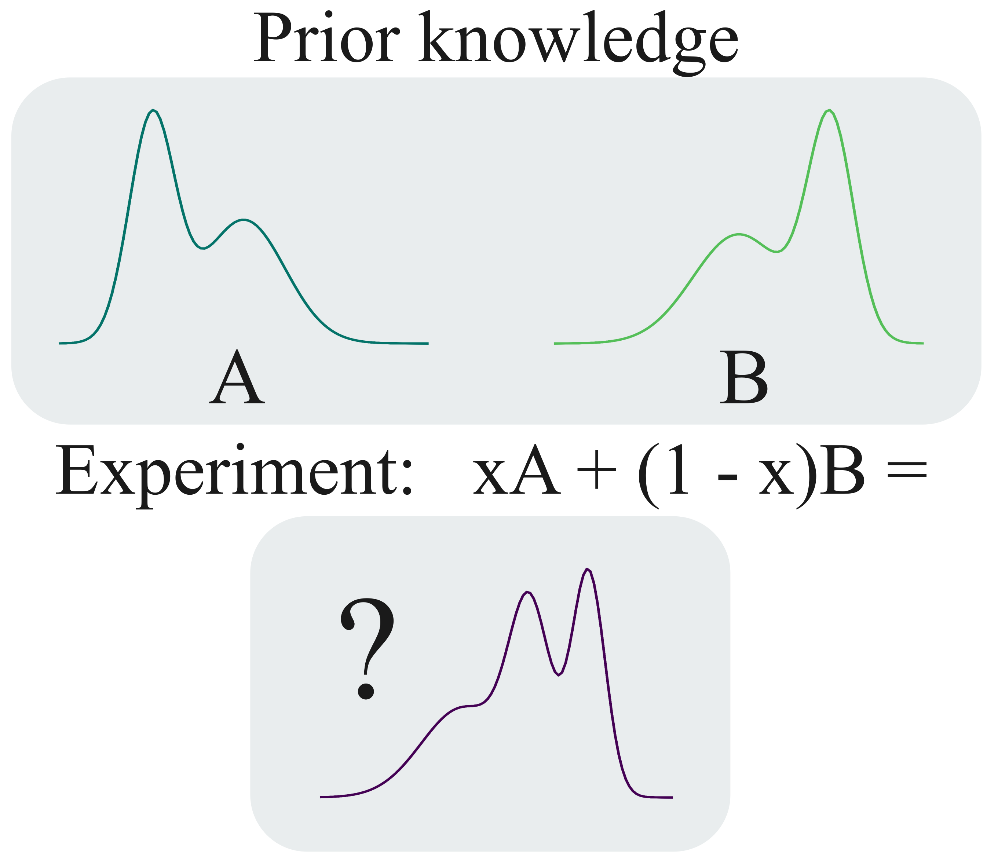 Prior knowledge
A B
Experiment: xA + (1 - x)B =
?